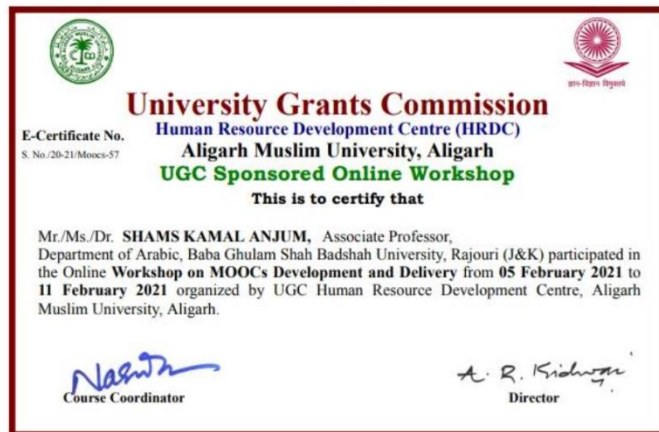 ज्ञान-विज्ञान विमुक्तये
University Grants Commission
Human Resource Development Centre (HRDC)
E-Certificate No.
S. No./20-21/Moocs-57
Aligarh Muslim University, Aligarh
UGC Sponsored Online Workshop
This is to certify that
Mr./Ms./Dr. SHAMS KAMAL ANJUM, Associate Professor,
Department of Arabic, Baba Ghulam Shah Badshah University, Rajouri (J&K) participated in
the Online Workshop on MOOCs Development and Delivery from 05 February 2021 to
11 February 2021 organized by UGC Human Resource Development Centre, Aligarh
Muslim University, Aligarh.
A. R. Kidwai
Course Coordinator
Director